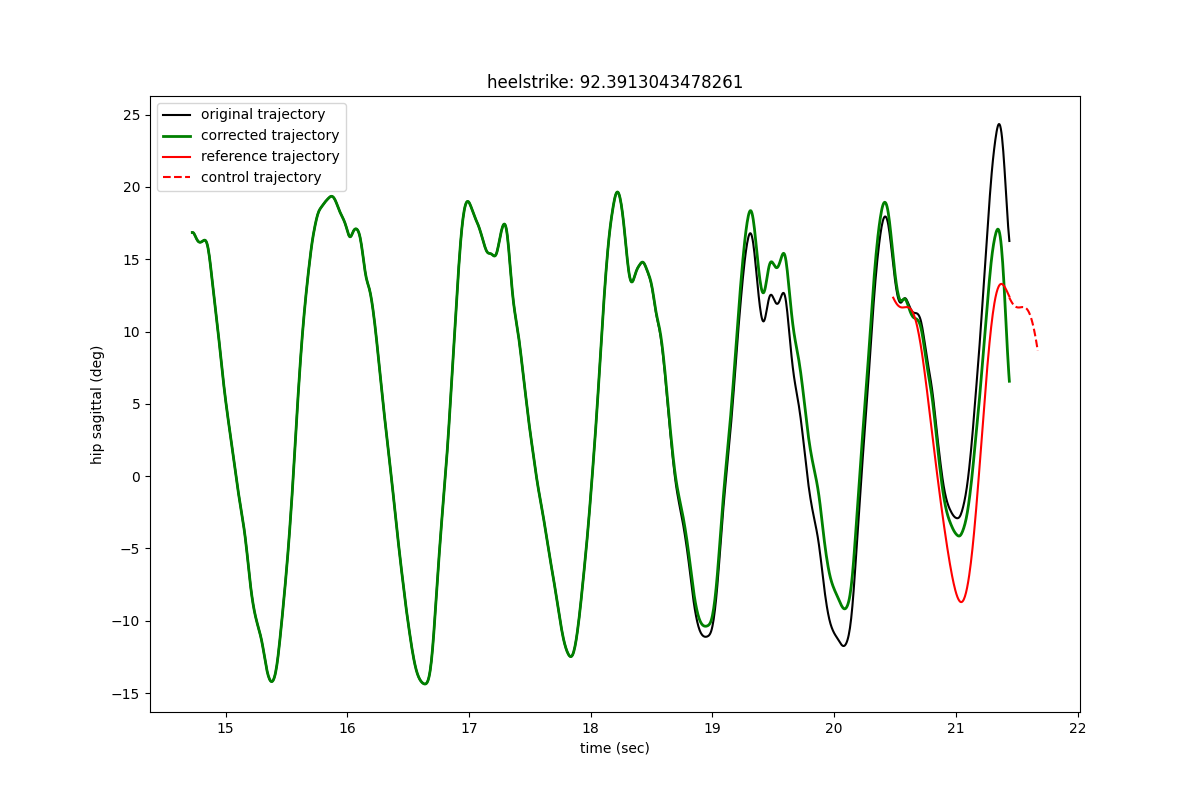 heelstrike: 92.3913043478261
original trajectory
corrected trajectory
reference trajectory
control trajectory
25
20
15
10
5
0
−5
−10
−15
hip sagittal (deg)
15 16 17 18 19 20 21 22
time (sec)